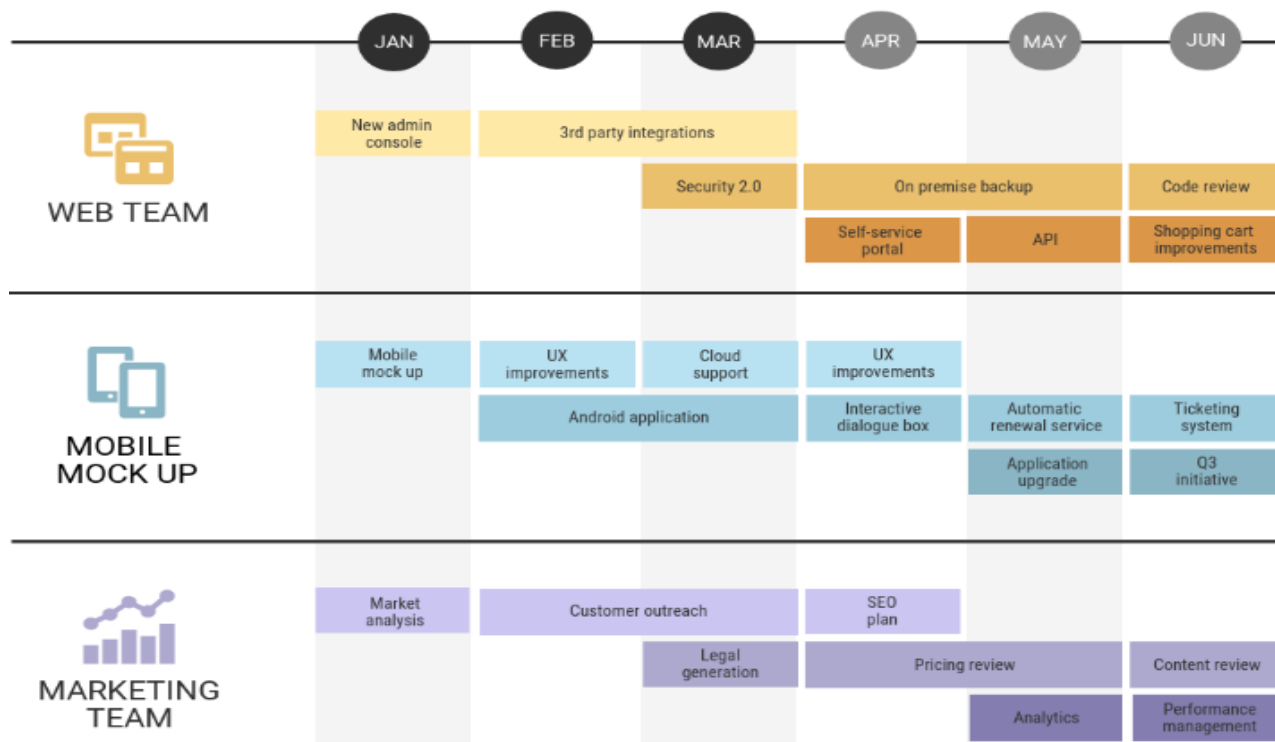 JAN FEB MAR APR MAY JUN
New admin
console
3rd party integrations
Security 2.0
On premise backup
Code review
WEB TEAM
Self-service
portal
API
Shopping cart
improvements
Mobile
mock up
UX
improvements
Cloud
support
UX
improvements
Android application
Interactive
dialogue box
Automatic
renewal service
Ticketing
system
MOBILE
MOCK UP
Application
upgrade
Q3
initiative
Market
analysis
Customer outreach
SEO
plan
Legal
generation
Pricing review
Content review
MARKETING
TEAM
Analytics
Performance
management